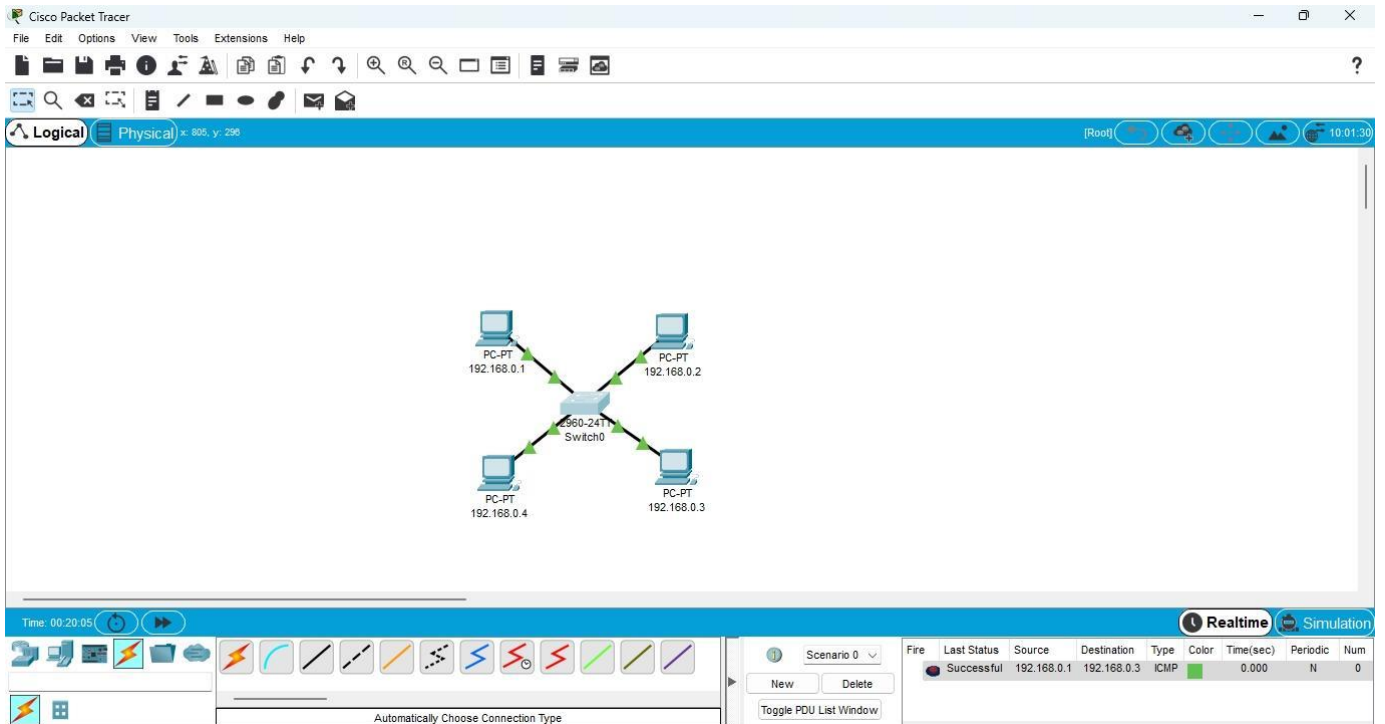 Cisco Packet Tracer
File Edit Options View Tools Extensions Help
?
Logical Physical x: 805, y: 296 [Root] 10:01:30
PC-PT
192.168.0.1
PC-PT
192.168.0.2
2960-24TT
Switch0
PC-PT
192.168.0.4
PC-PT
192.168.0.3
Time: 00:20:05 Realtime Simulation
Scenario 0
New Delete
Toggle PDU List Window
Fire Last Status Source Destination Type Color Time(sec) Periodic Num
Successful 192.168.0.1 192.168.0.3 ICMP 0.000 N 0
Automatically Choose Connection Type